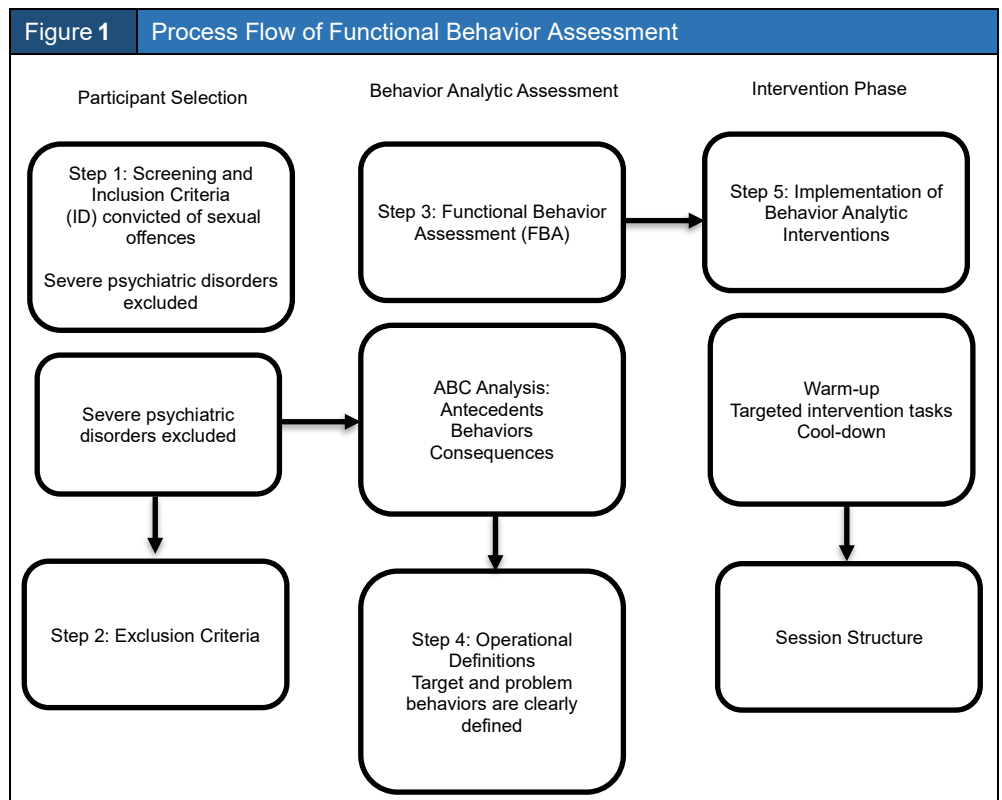 Figure 1 Process Flow of Functional Behavior Assessment
Participant Selection
Step 1: Screening and
Inclusion Criteria
(ID) convicted of sexual
offences
Severe psychiatric disorders
excluded
Severe psychiatric
disorders excluded
Step 2: Exclusion Criteria
Behavior Analytic Assessment
Step 3: Functional Behavior
Assessment (FBA)
ABC Analysis:
Antecedents
Behaviors
Consequences
Step 4: Operational
Definitions
Target and problem
behaviors are clearly
defined
Intervention Phase
Step 5: Implementation of
Behavior Analytic
Interventions
Warm-up
Targeted intervention tasks
Cool-down
Session Structure